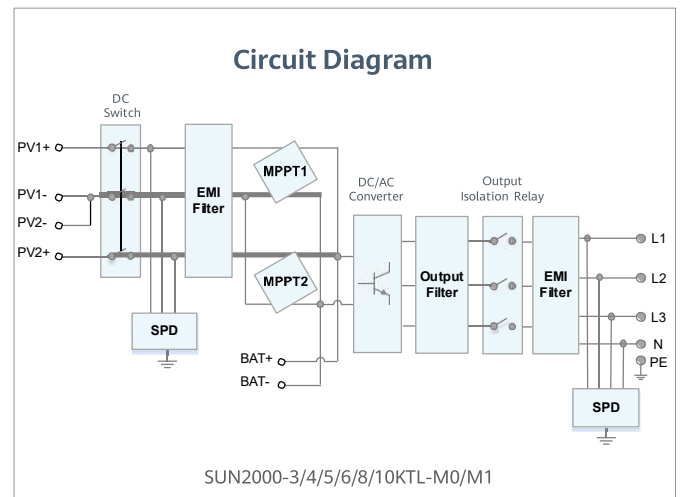 Circuit Diagram
DC
Switch
PV1+
PV1-
PV2-
PV2+
EMI
Filter
MPPT1
MPPT2
SPD
BAT+
BAT-
DC/AC
Converter
Output
Filter
Output
Isolation Relay
EMI
Filter
L1
L2
L3
N
PE
SPD
SUN2000-3/4/5/6/8/10KTL-M0/M1